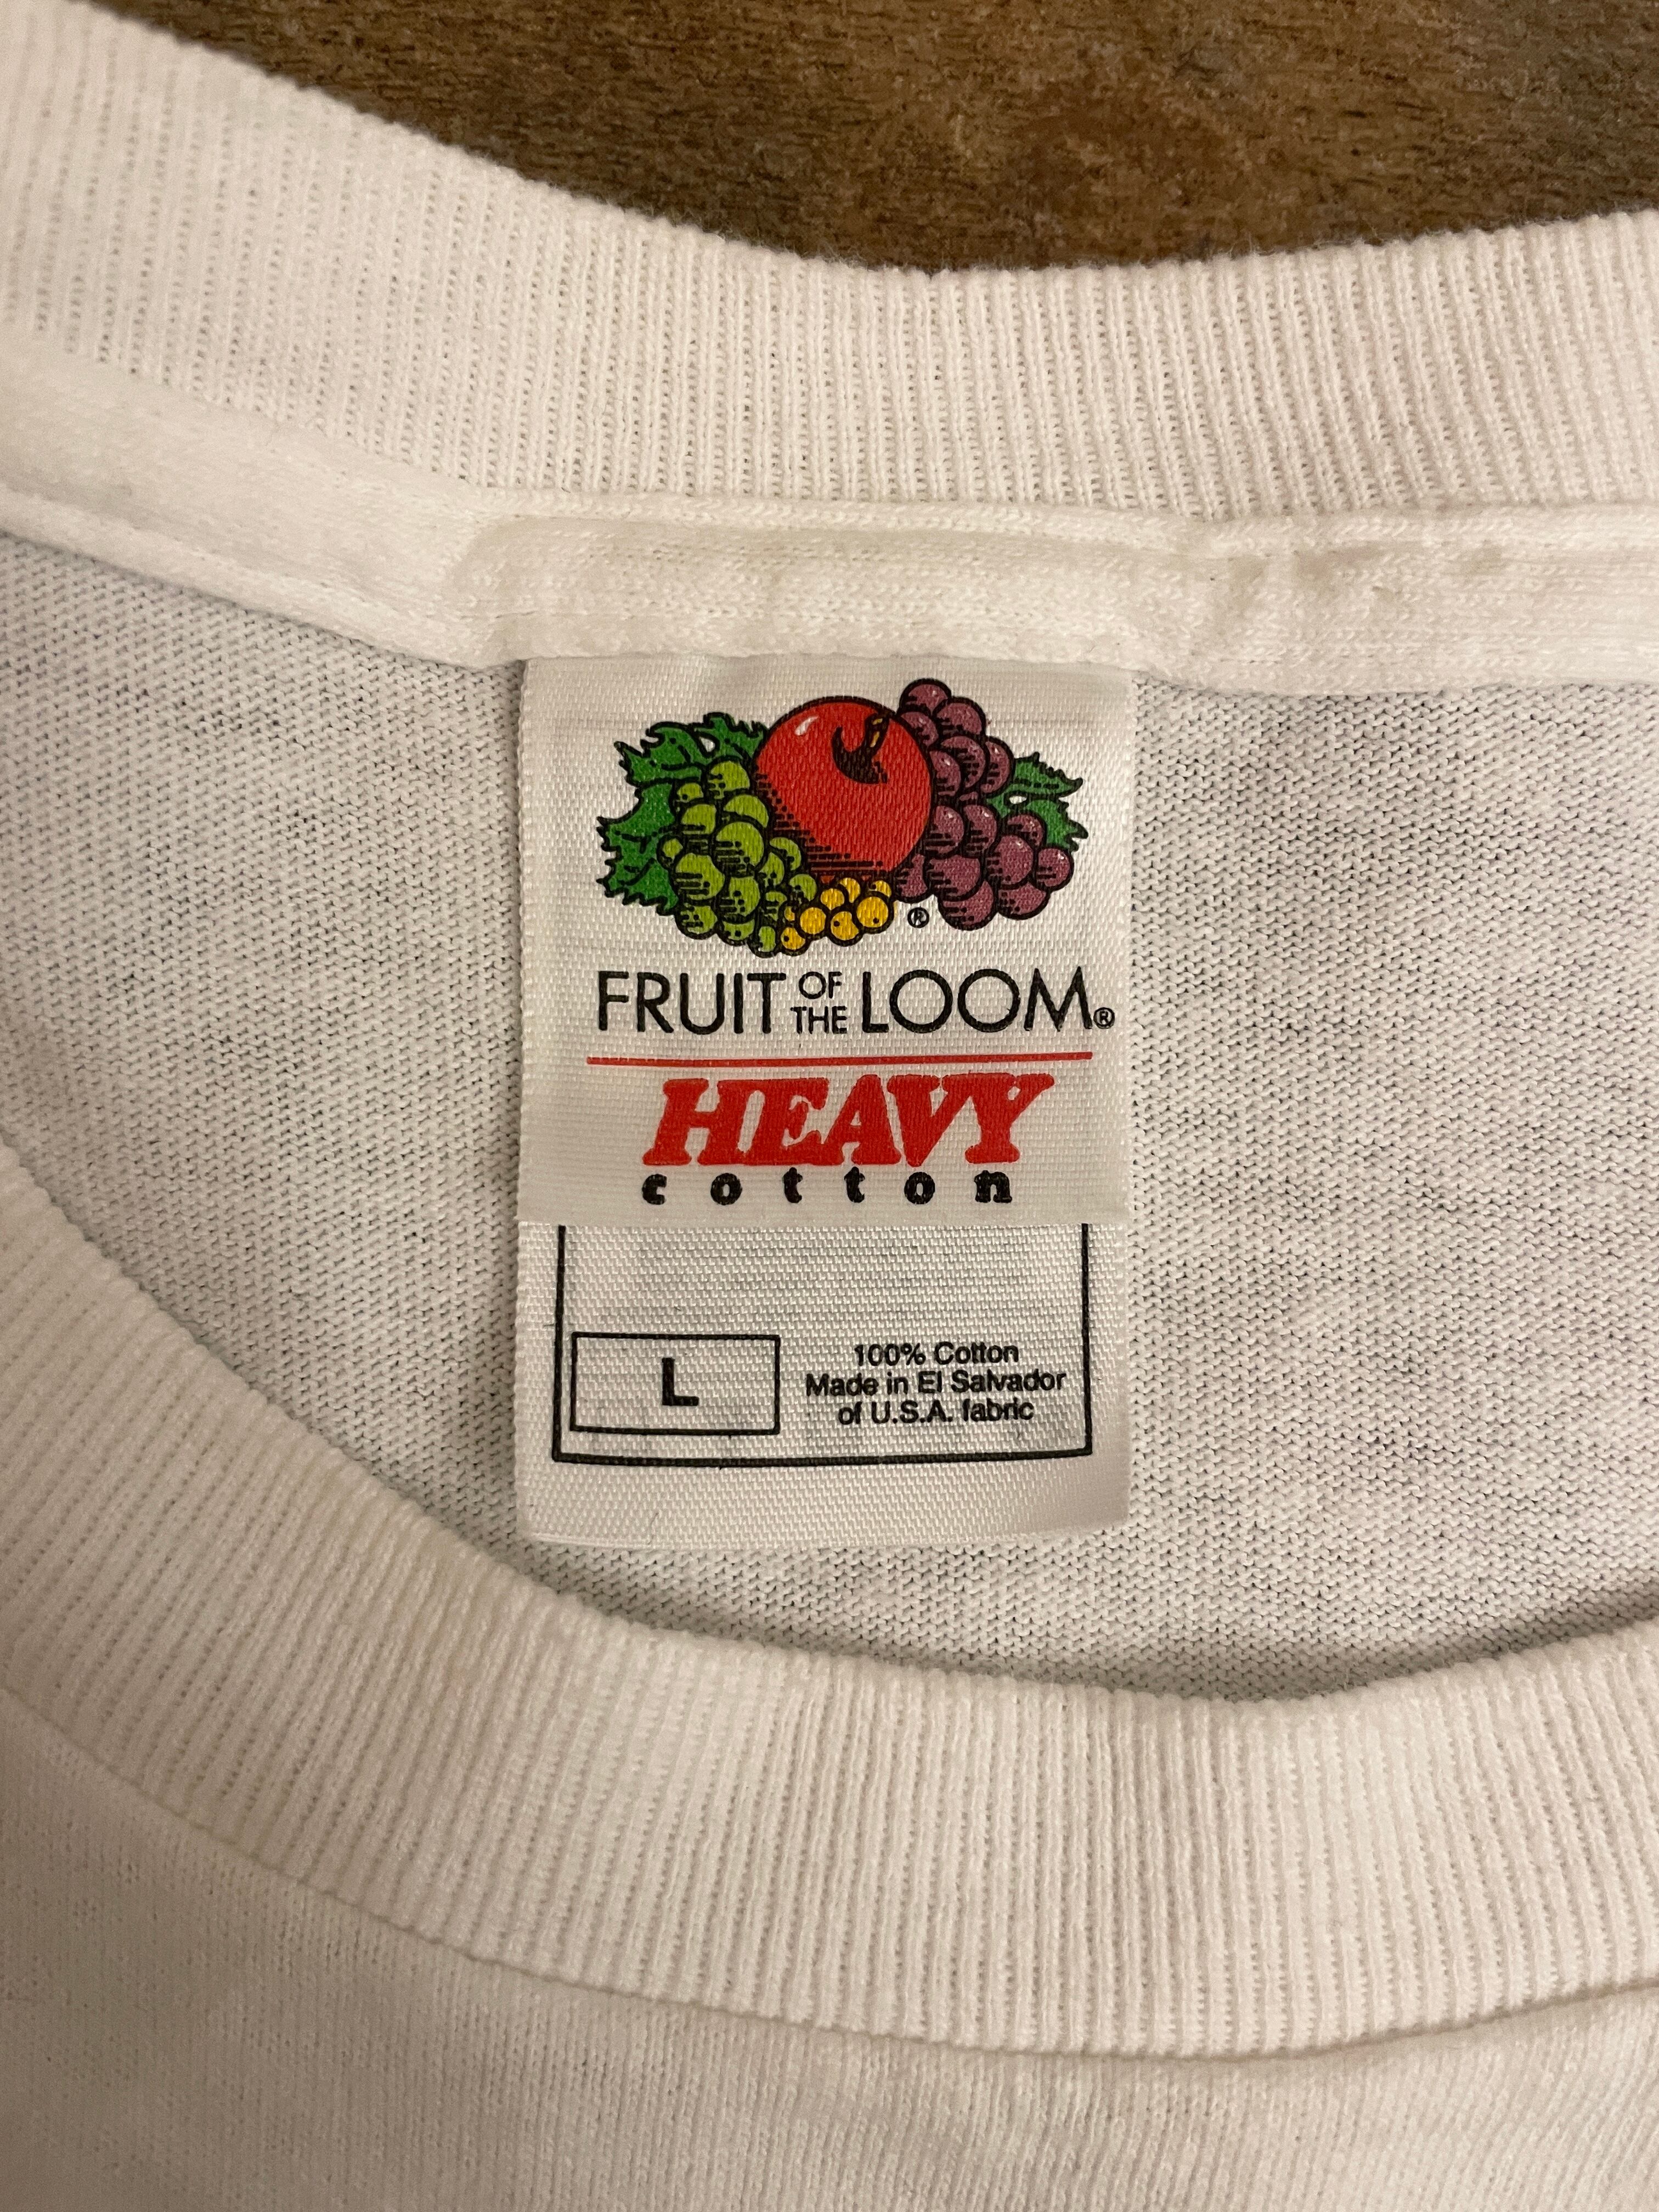 ®
FRUIT OF THE LOOM®
HEAVY
cotton
L
100% Cotton
Made in El Salvador
of U.S.A. fabric